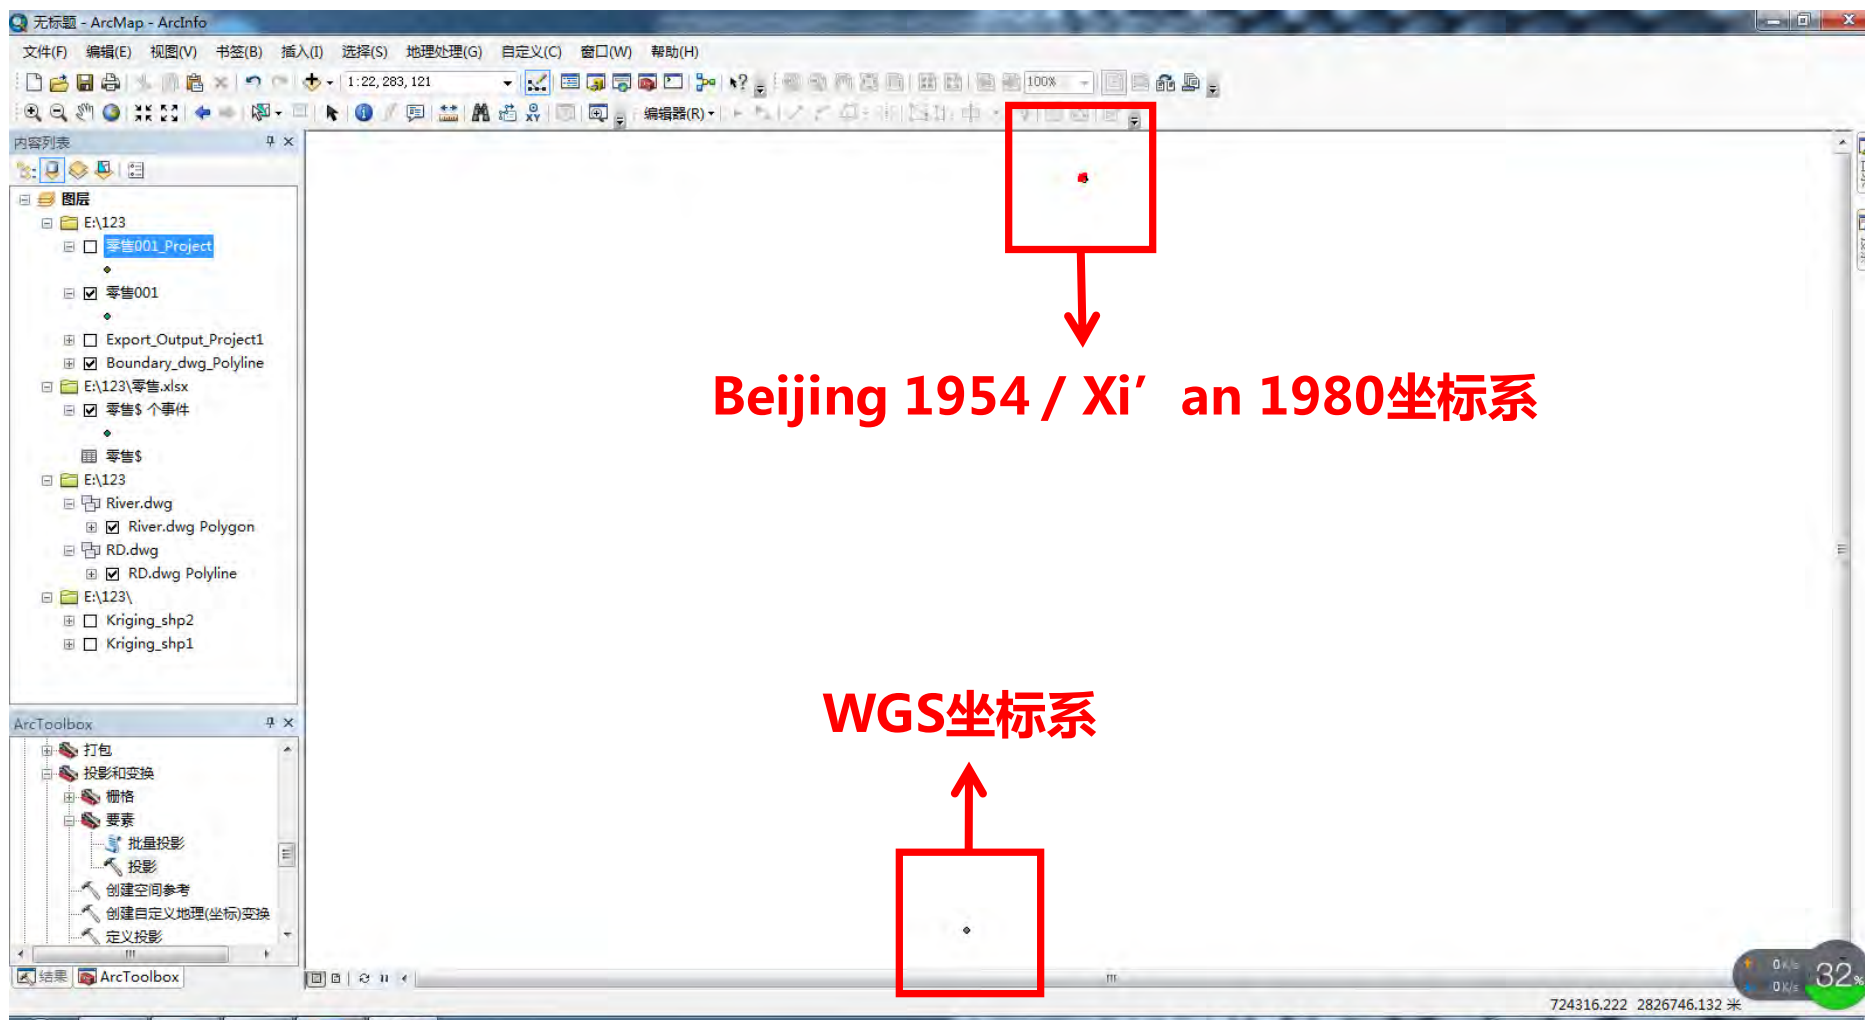 无标题 - ArcMap - ArcInfo
文件(F) 编辑(E) 视图(V) 书签(B) 插入(I) 选择(S) 地理处理(G) 自定义(C) 窗口(W) 帮助(H)
1:22,283,121
100%
编辑器(R)
内容列表
图层
E:\123
零售001_Project
零售001
Export_Output_Project1
Boundary_dwg_Polyline
E:\123\零售.xlsx
零售$ 个事件
零售$
E:\123
River.dwg
River.dwg Polygon
RD.dwg
RD.dwg Polyline
E:\123\
Kriging_shp2
Kriging_shp1
Beijing 1954 / Xi’an 1980坐标系
WGS坐标系
ArcToolbox
打包
投影和变换
栅格
要素
批量投影
投影
创建空间参考
创建自定义地理(坐标)变换
定义投影
结果 ArcToolbox
0K/s
0K/s
32%
724316.222 2826746.132 米